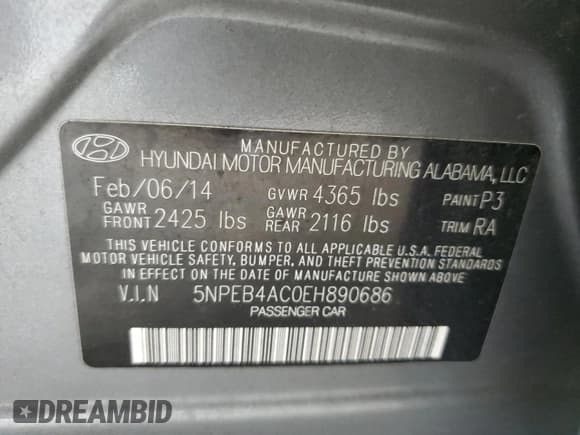 MANUFACTURED BY
HYUNDAI MOTOR MANUFACTURING ALABAMA, LLC
Feb/06/14 GVWR 4365 lbs PAINT P3
GAWR FRONT 2425 lbs GAWR REAR 2116 lbs TRIM RA
THIS VEHICLE CONFORMS TO ALL APPLICABLE U.S.A. FEDERAL
MOTOR VEHICLE SAFETY, BUMPER, AND THEFT PREVENTION STANDARDS
IN EFFECT ON THE DATE OF MANUFACTURE SHOWN ABOVE
V.I.N 5NPEB4AC0EH890686
PASSENGER CAR
DREAMBID